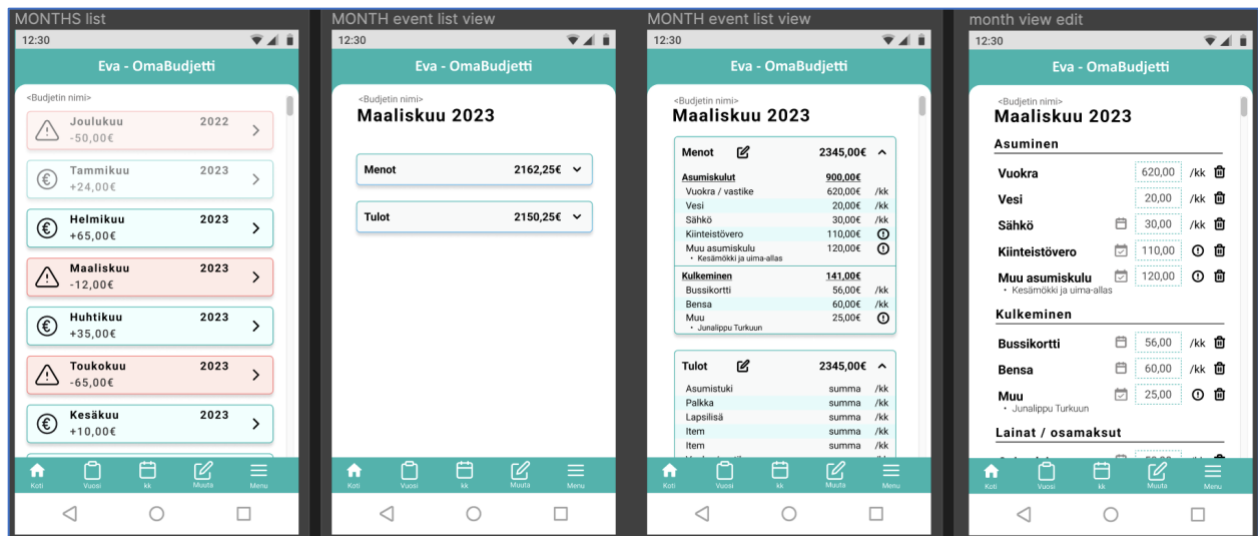 MONTHS list
12:30
Eva - OmaBudjetti
<Budjetin nimi>
Joulukuu 2022
-50,00€
Tammikuu 2023
+24,00€
Helmikuu 2023
+65,00€
Maaliskuu 2023
-12,00€
Huhtikuu 2023
+35,00€
Toukokuu 2023
-65,00€
Kesäkuu 2023
+10,00€
Koti Vuosi kk Muuta Menu
MONTH event list view
12:30
Eva - OmaBudjetti
<Budjetin nimi>
Maaliskuu 2023
Menot 2162,25€
Tulot 2150,25€
Koti Vuosi kk Muuta Menu
MONTH event list view
12:30
Eva - OmaBudjetti
<Budjetin nimi>
Maaliskuu 2023
Menot 2345,00€
Asumiskulut 900,00€
Vuokra / vastike 620,00€ /kk
Vesi 20,00€ /kk
Sähkö 30,00€ /kk
Kiinteistövero 110,00€
Muu asumiskulu 120,00€
• Kesämökki ja uima-allas
Kulkeminen 141,00€
Bussikortti 56,00€ /kk
Bensa 60,00€ /kk
Muu 25,00€
• Junalippu Turkuun
Tulot 2345,00€
Asumistuki summa /kk
Palkka summa /kk
Lapsilisä summa /kk
Item summa /kk
Item summa /kk
Koti Vuosi kk Muuta Menu
month view edit
12:30
Eva - OmaBudjetti
<Budjetin nimi>
Maaliskuu 2023
Asuminen
Vuokra 620,00 /kk
Vesi 20,00 /kk
Sähkö 30,00 /kk
Kiinteistövero 110,00
Muu asumiskulu 120,00
• Kesämökki ja uima-allas
Kulkeminen
Bussikortti 56,00 /kk
Bensa 60,00 /kk
Muu 25,00
• Junalippu Turkuun
Lainat / osamaksut
Koti Vuosi kk Muuta Menu